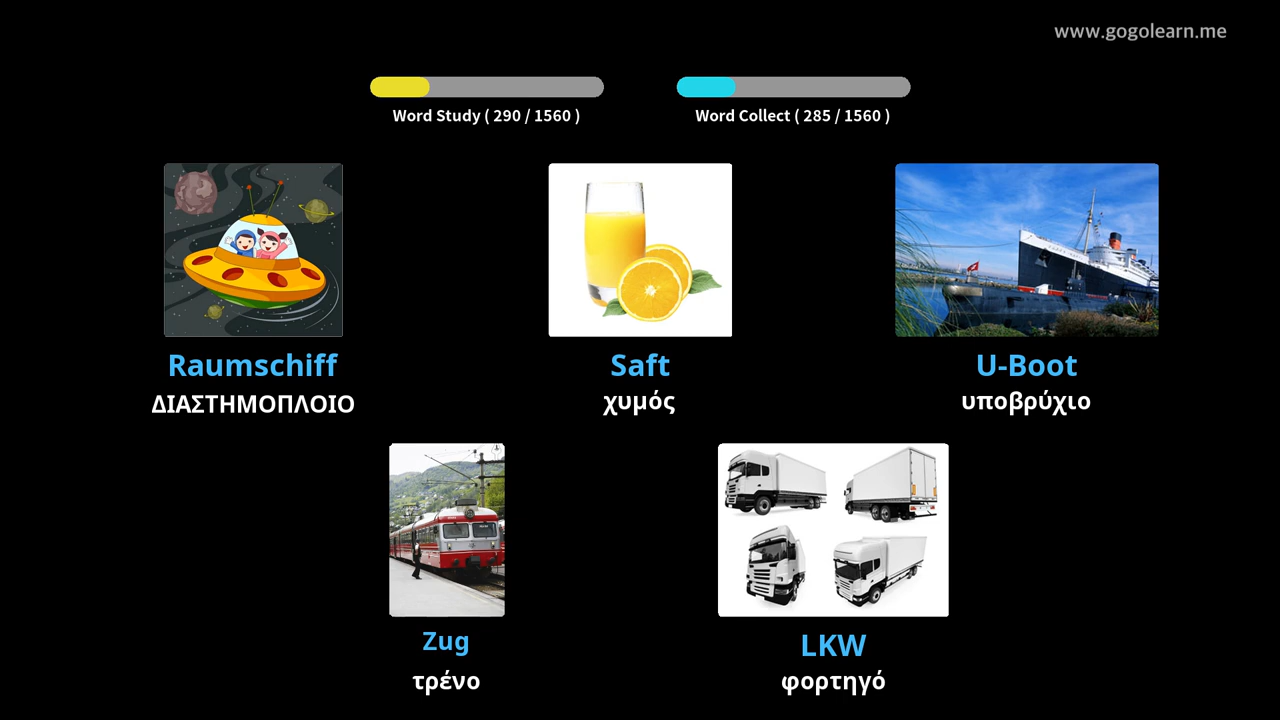 www.gogolearn.me
Word Study ( 290 / 1560 )
Word Collect ( 285 / 1560 )
Raumschiff
ΔΙΑΣΤΗΜΟΠΛΟΙΟ
Saft
χυμός
U-Boot
υποβρύχιο
Zug
τρένο
LKW
φορτηγό